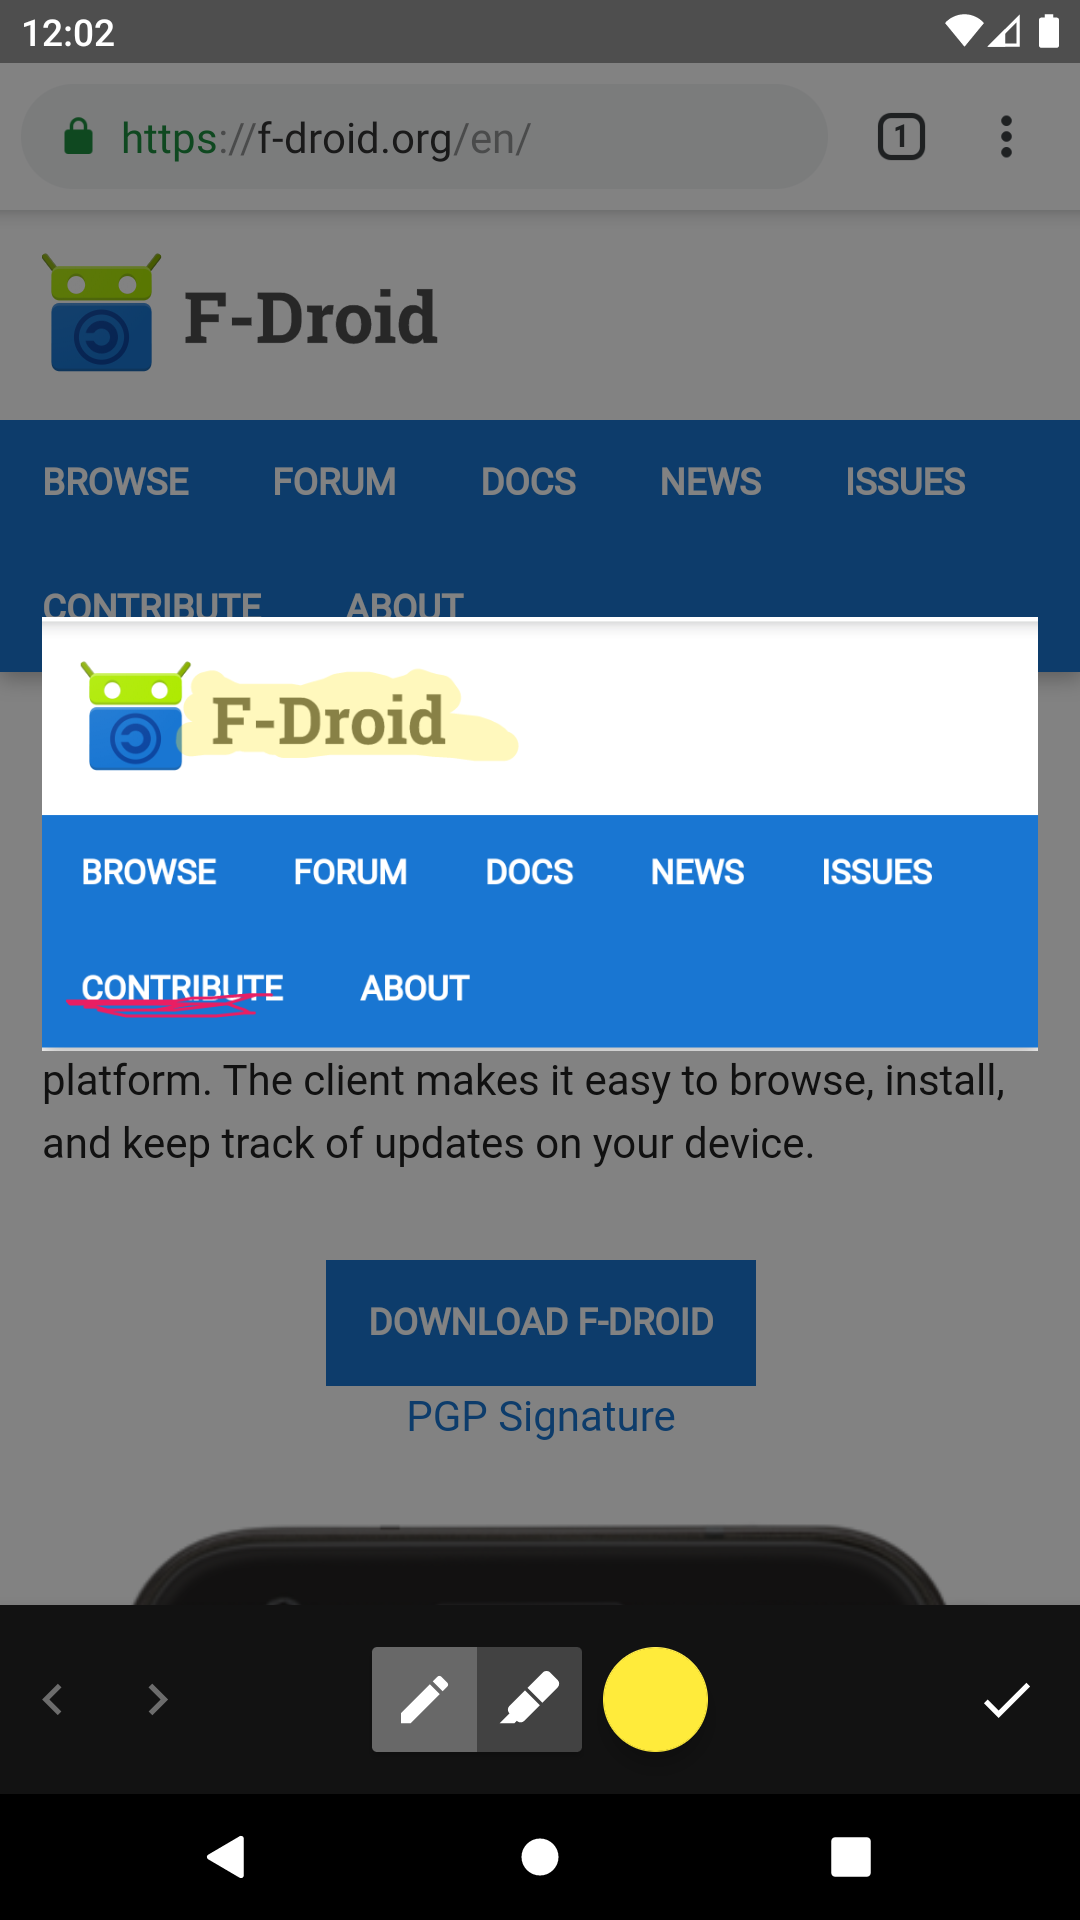 12:02
https://f-droid.org/en/
1
F-Droid
BROWSE FORUM DOCS NEWS ISSUES
CONTRIBUTE ABOUT
F-Droid
BROWSE FORUM DOCS NEWS ISSUES
CONTRIBUTE ABOUT
platform. The client makes it easy to browse, install,
and keep track of updates on your device.
DOWNLOAD F-DROID
PGP Signature